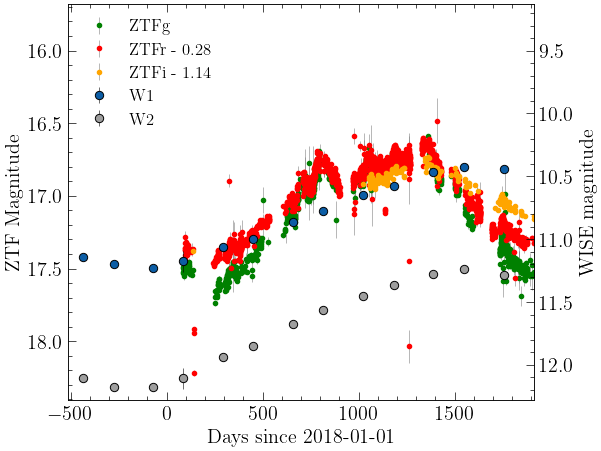 ZTFg
ZTFr - 0.28
ZTFi - 1.14
W1
W2
16.0
16.5
17.0
17.5
18.0
ZTF Magnitude
9.5
10.0
10.5
11.0
11.5
12.0
WISE magnitude
−500
0
500
1000
1500
Days since 2018-01-01